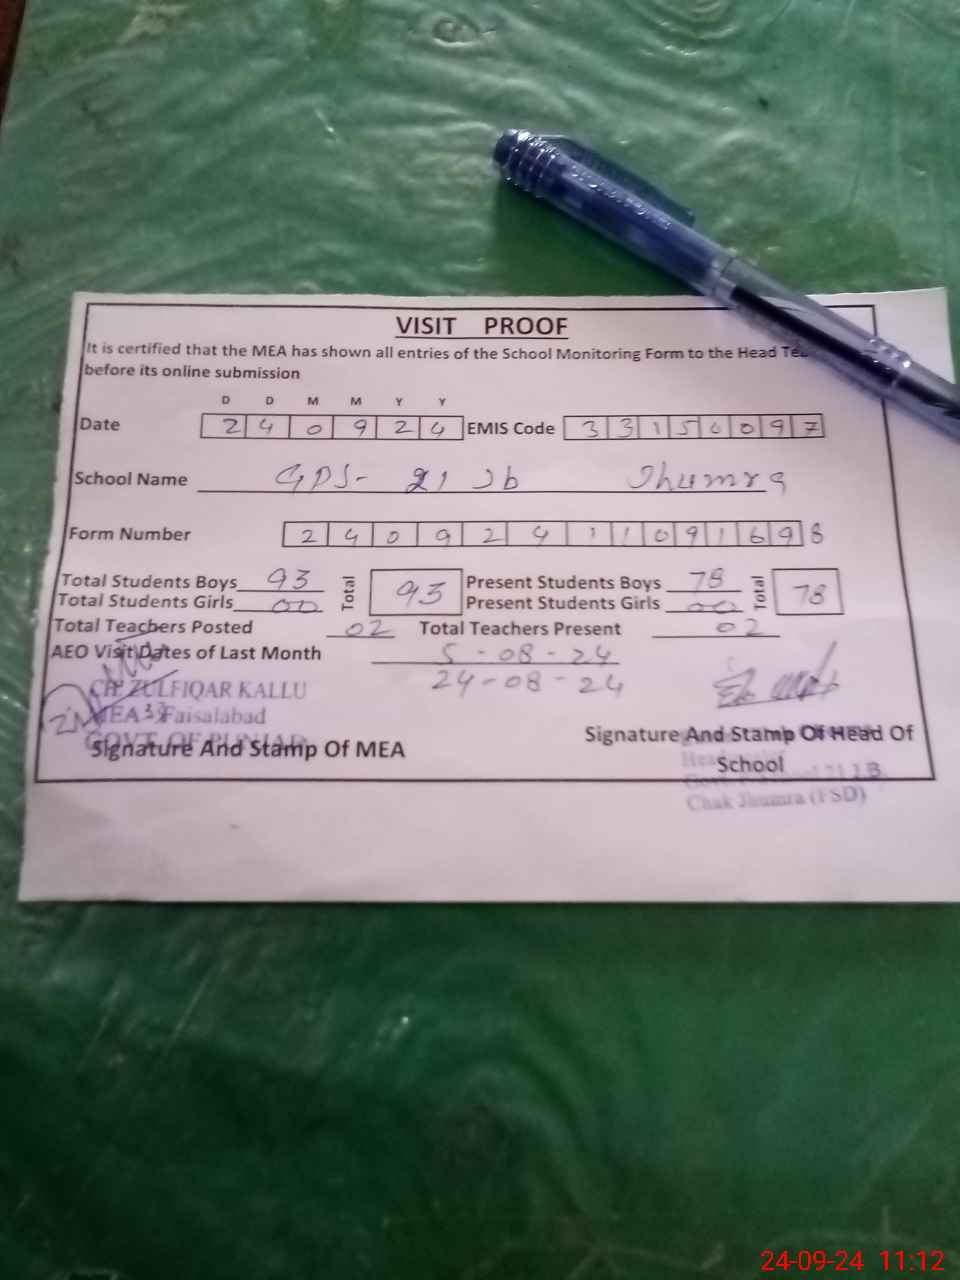 VISIT PROOF
It is certified that the MEA has shown all entries of the School Monitoring Form to the Head
before its online submission
D D M M Y Y
Date 2 4 0 9 2 4 EMIS Code 3 3 1 5 0 0 9 7
School Name GPS- 21 Jb Jhumra
Form Number 2 4 0 9 2 4 1 1 0 9 1 6 9 8
Total Students Boys 93 Total 93 Present Students Boys 78 Total 78
Total Students Girls 00 Present Students Girls 00
Total Teachers Posted 02 Total Teachers Present 02
AEO Visit Dates of Last Month 5-08-24
24-08-24
CH ZULFIQAR KALLU
MEA 39 Faisalabad
GOVT. OF PUNJAB
Signature And Stamp Of MEA
Signature And Stamp Of Head Of
School
21 J.B
Chak Jhumra (FSD)
24-09-24 11:12